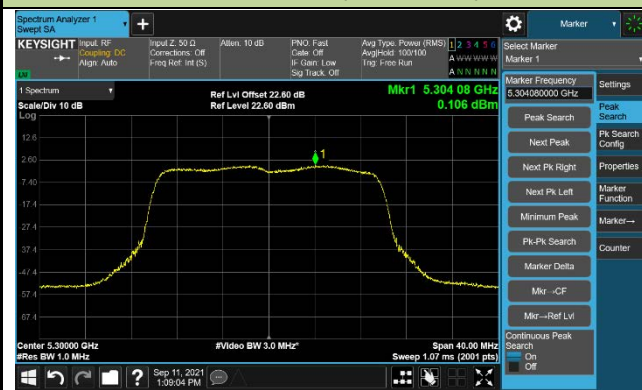 Spectrum Analyzer 1
Swept SA
Marker
KEYSIGHT
Input: RF
Coupling: DC
Align: Auto
Input Z: 50 Ω
Corrections: Off
Freq Ref: Int (S)
Atten: 10 dB
PNO: Fast
Gate: Off
IF Gain: Low
Sig Track: Off
Avg Type: Power (RMS)
Avg|Hold: 100/100
Trig: Free Run
1 2 3 4 5 6
A W W W W W
A N N N N N
LNI
Select Marker
Marker 1
1 Spectrum
Scale/Div 10 dB
Log
Ref Lvl Offset 22.60 dB
Ref Level 22.60 dBm
Mkr1 5.304 08 GHz
0.106 dBm
12.6
2.60
-7.40
-17.4
-27.4
-37.4
-47.4
-57.4
-67.4
1
Center 5.30000 GHz
#Res BW 1.0 MHz
#Video BW 3.0 MHz*
Span 40.00 MHz
Sweep 1.07 ms (2001 pts)
Marker Frequency
5.304080000 GHz
Peak Search
Next Peak
Next Pk Right
Next Pk Left
Minimum Peak
Pk-Pk Search
Marker Delta
Mkr→CF
Mkr→Ref Lvl
Continuous Peak
Search
On
Off
Settings
Peak
Search
Pk Search
Config
Properties
Marker
Function
Marker→
Counter
?
Sep 11, 2021
1:09:04 PM